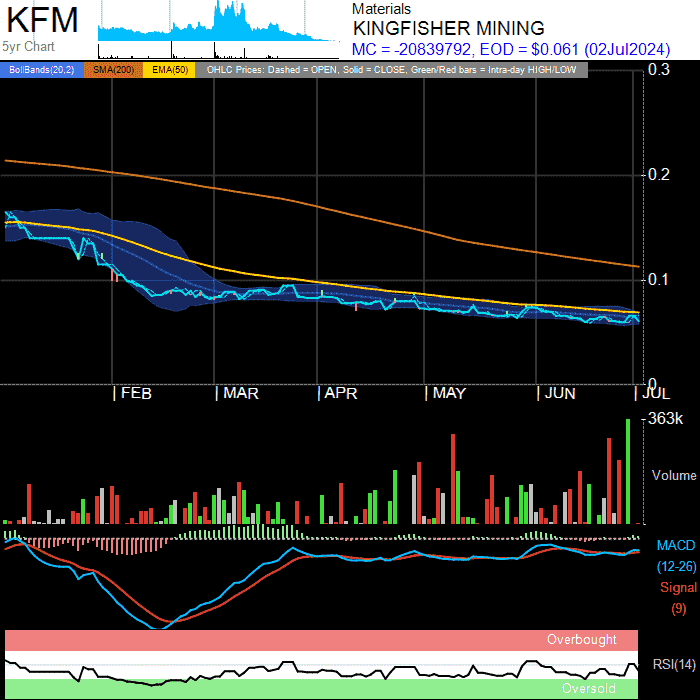 KFM
5yr Chart
Materials
KINGFISHER MINING
MC = -20839792, EOD = $0.061 (02Jul2024)
BollBands(20,2) SMA(200) EMA(50) OHLC Prices: Dashed = OPEN, Solid = CLOSE, Green/Red bars = Intra-day HIGH/LOW
0.3
0.2
0.1
0
FEB MAR APR MAY JUN JUL
363k
Volume
MACD
(12-26)
Signal
(9)
Overbought
RSI(14)
Oversold